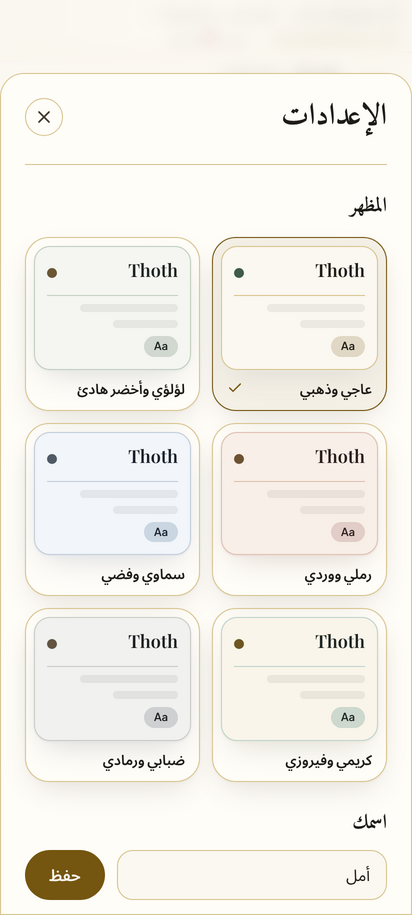 الإعدادات
المظهر
Thoth
Aa
عاجي وذهبي
Thoth
Aa
لؤلؤي وأخضر هادئ
Thoth
Aa
رملي ووردي
Thoth
Aa
سماوي وفضي
Thoth
Aa
كريمي وفيروزي
Thoth
Aa
ضبابي ورمادي
اسمك
أمل
حفظ